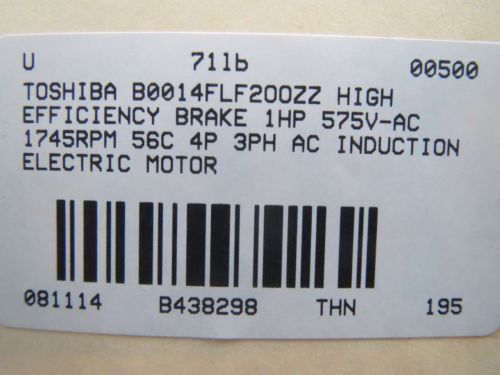 U 71lb 00500
TOSHIBA B0014FLF200ZZ HIGH
EFFICIENCY BRAKE 1HP 575V-AC
1745RPM 56C 4P 3PH AC INDUCTION
ELECTRIC MOTOR
081114 B438298 THN 195